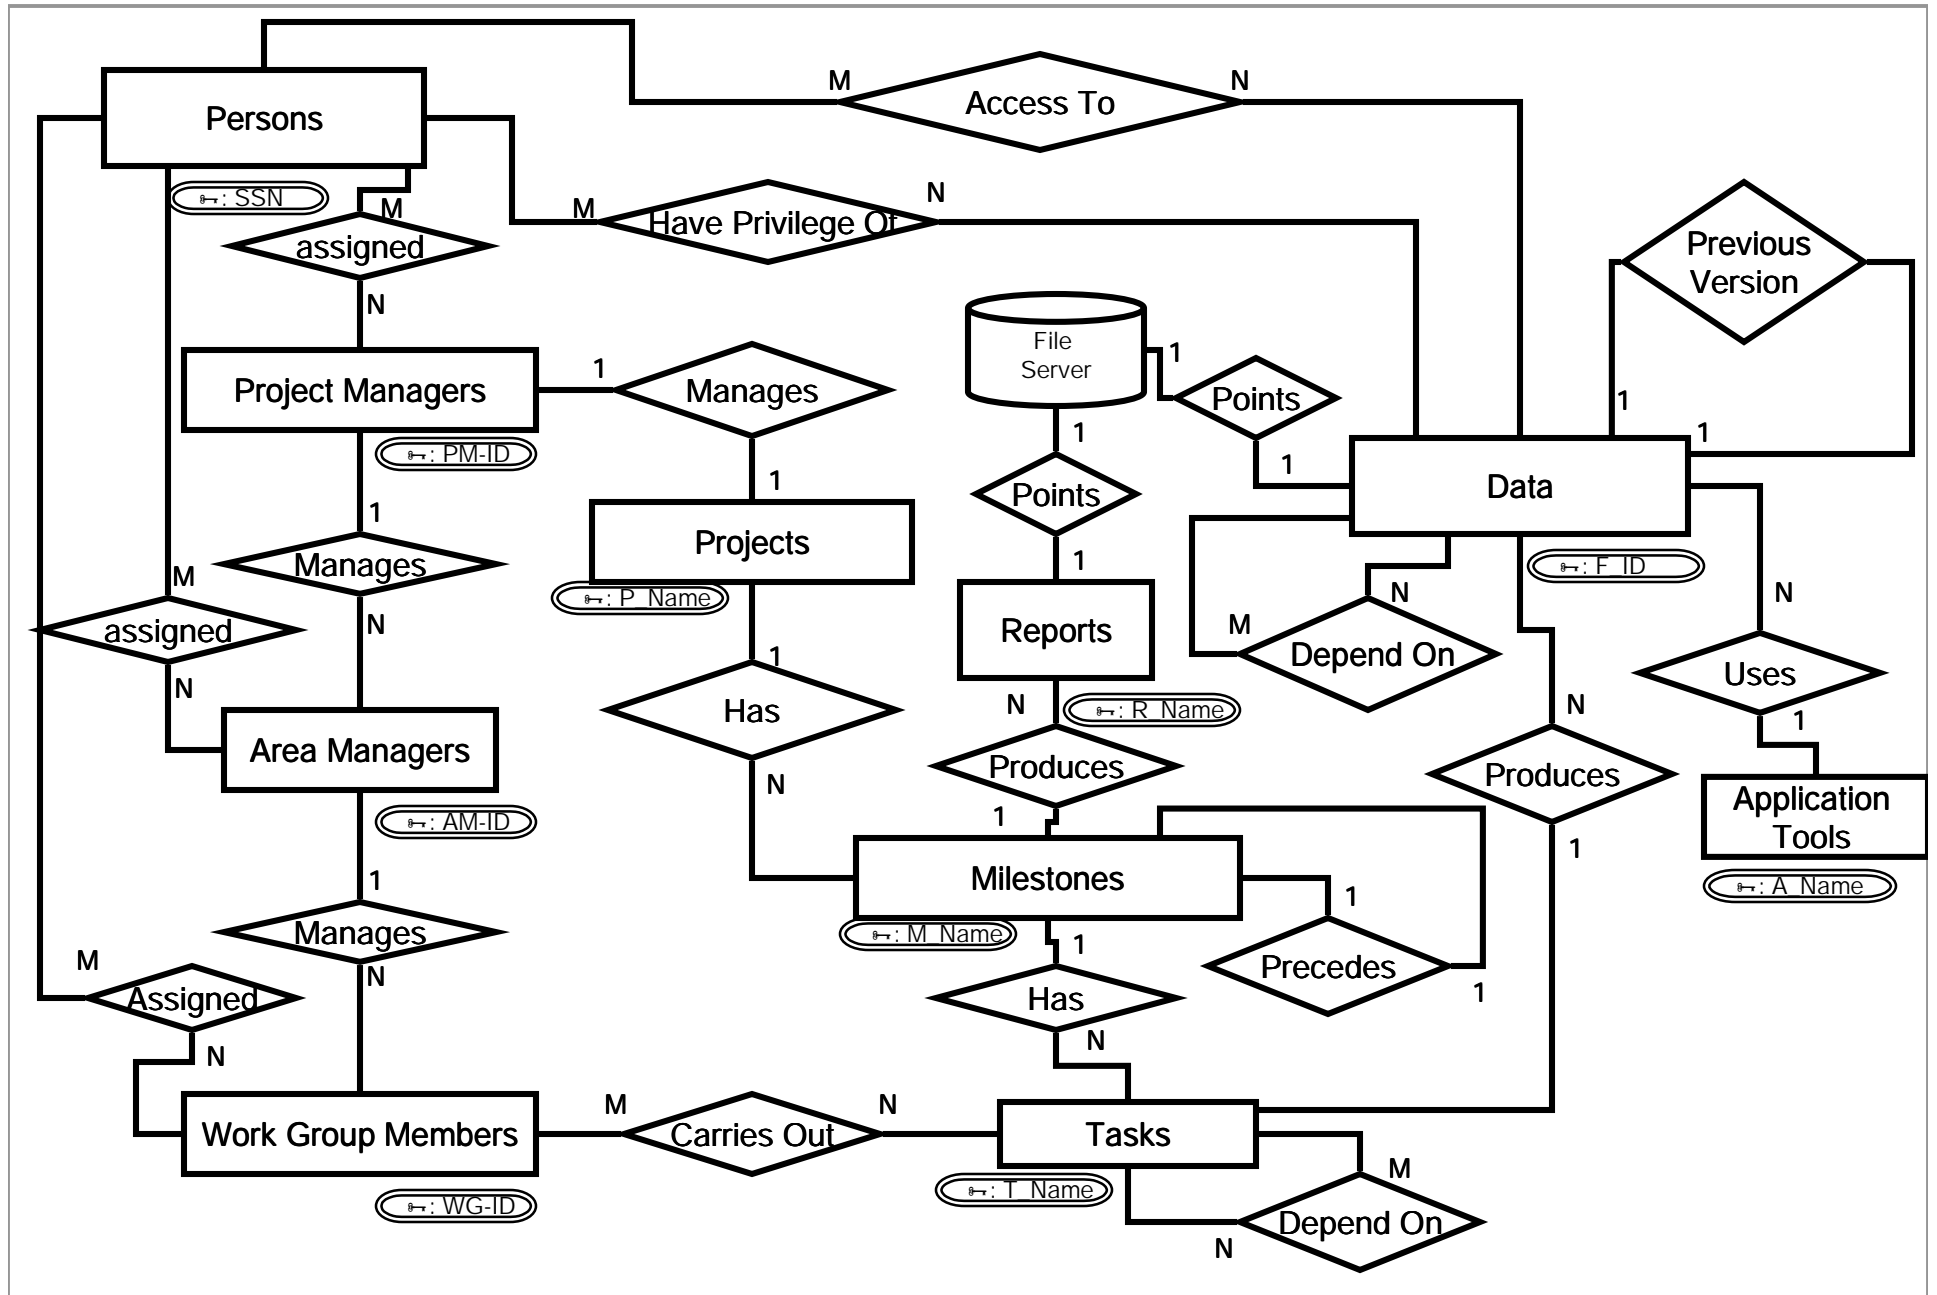 M
N
Access To
Persons
⚷: SSN
M
assigned
N
M
Have Privilege Of
N
Previous
Version
1
1
File
Server
1
Points
1
1
Points
1
Project Managers
⚷: PM-ID
1
Manages
1
Data
⚷: F_ID
Projects
⚷: P_Name
1
Manages
N
M
assigned
N
Reports
⚷: R_Name
M
N
Depend On
N
Uses
1
1
Has
N
N
Produces
1
N
Produces
1
Area Managers
⚷: AM-ID
Application
Tools
⚷: A_Name
Milestones
⚷: M_Name
1
Precedes
1
1
Manages
N
M
Assigned
N
1
Has
N
Work Group Members
⚷: WG-ID
M
Carries Out
N
Tasks
⚷: T_Name
M
Depend On
N